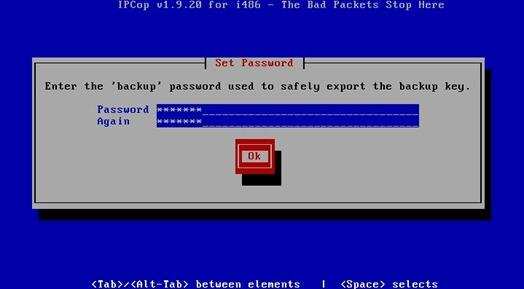 IPCop v1.9.20 for i486 - The Bad Packets Stop Here
Set Password
Enter the 'backup' password used to safely export the backup key.
Password *******
Again *******
Ok
<Tab>/<Alt-Tab> between elements | <Space> selects